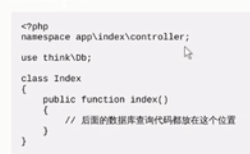 <?php
namespace app\index\controller;
use think\Db;
class Index
{
public function index()
{
// 后面的数据库查询代码都放在这个位置
}
}